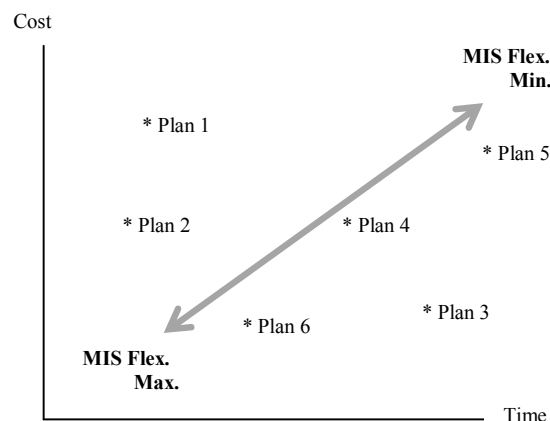 Cost
MIS Flex.
Min.
* Plan 1
* Plan 5
* Plan 2
* Plan 4
* Plan 3
* Plan 6
MIS Flex.
Max.
Time